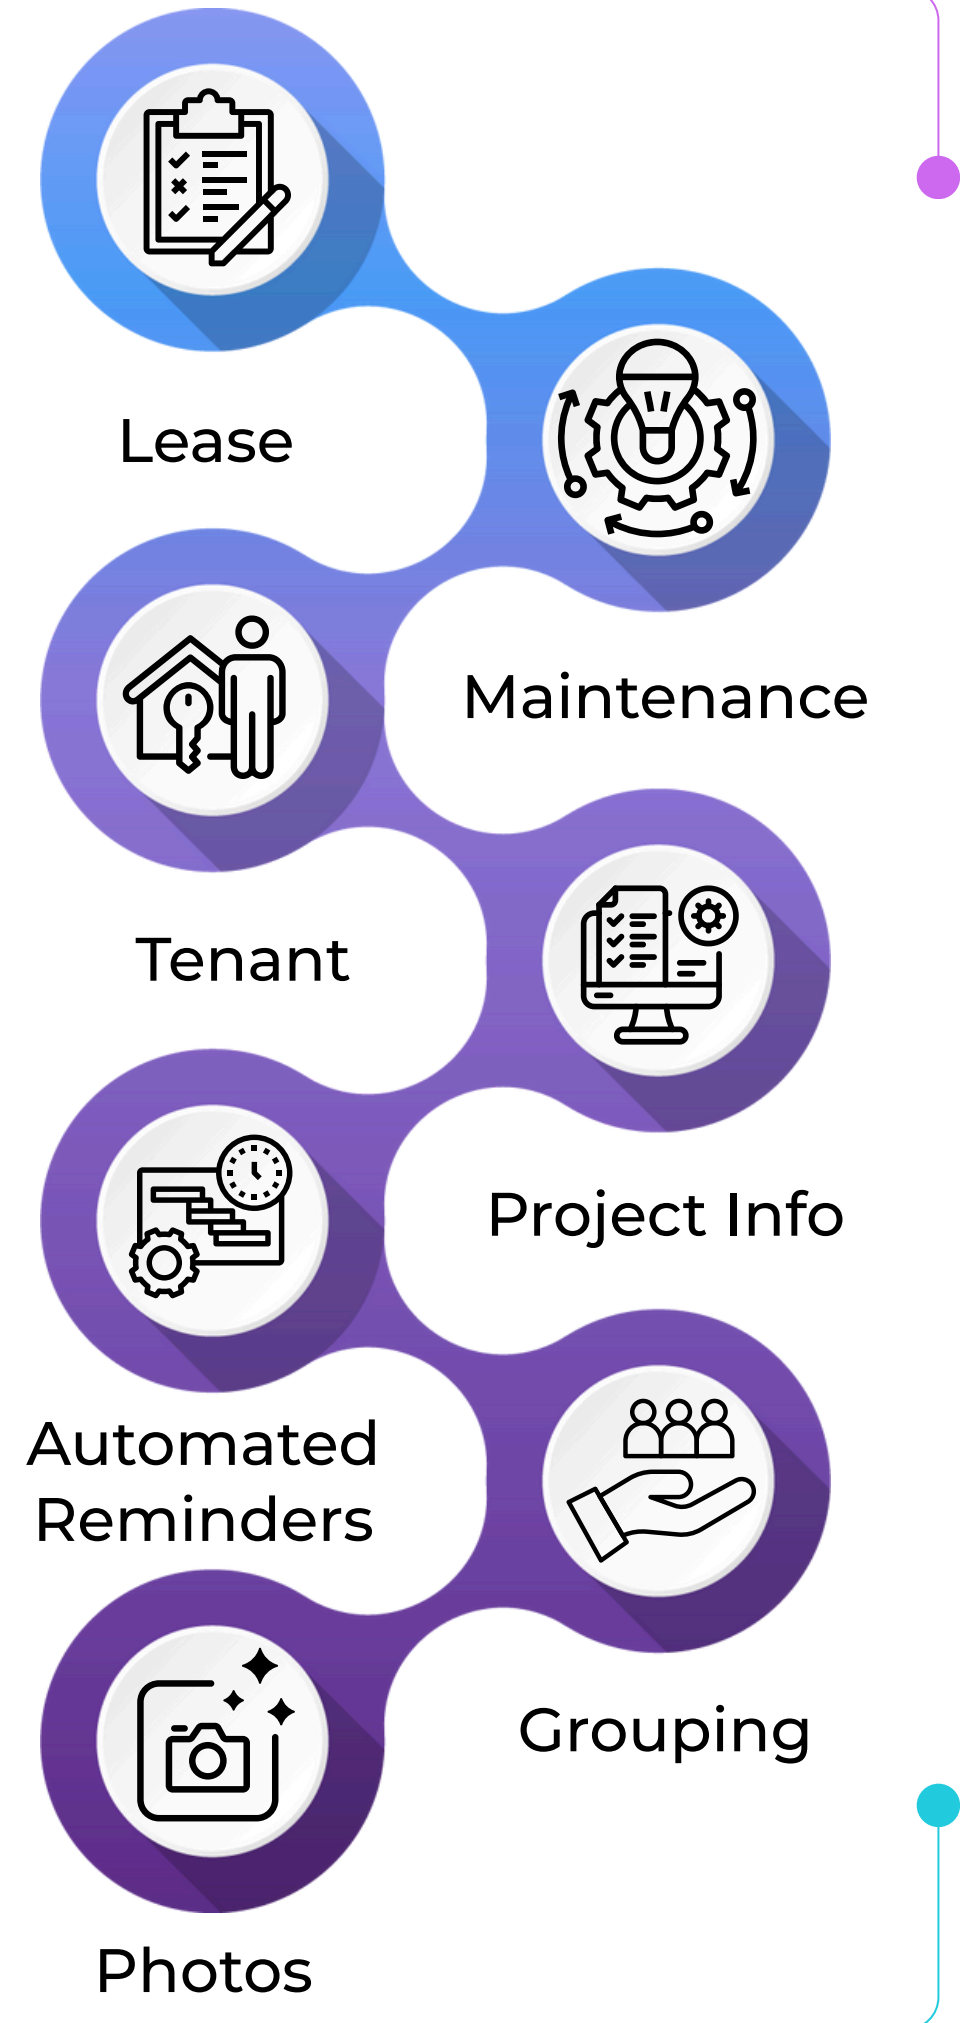 Lease
Maintenance
Tenant
Project Info
Automated
Reminders
Grouping
Photos